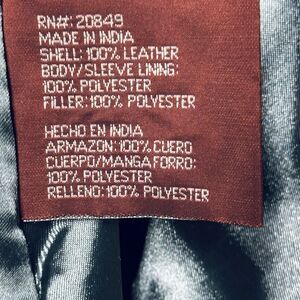 RN#: 20849
MADE IN INDIA
SHELL: 100% LEATHER
BODY/SLEEVE LINING:
100% POLYESTER
FILLER: 100% POLYESTER
HECHO EN INDIA
ARMAZON: 100% CUERO
CUERPO/MANGA FORRO:
100% POLYESTER
RELLENO: 100% POLYESTER